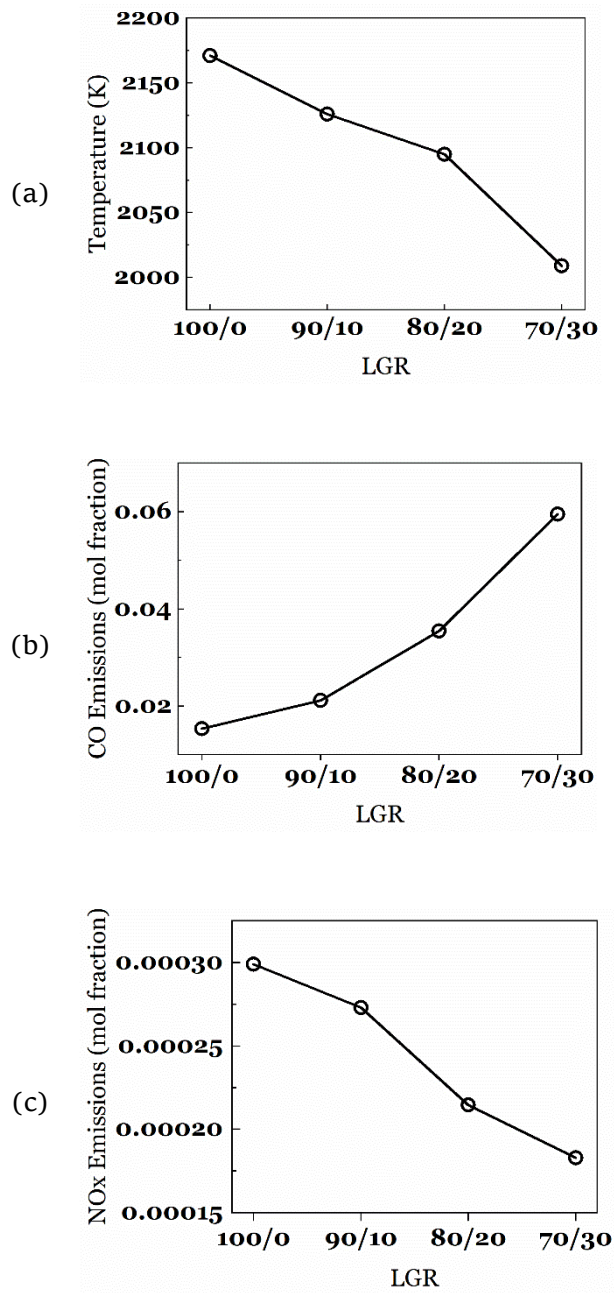 (a)
Temperature (K)
2200
2150
2100
2050
2000
100/0 90/10 80/20 70/30
LGR
(b)
CO Emissions (mol fraction)
0.06
0.04
0.02
100/0 90/10 80/20 70/30
LGR
(c)
NOx Emissions (mol fraction)
0.00030
0.00025
0.00020
0.00015
100/0 90/10 80/20 70/30
LGR